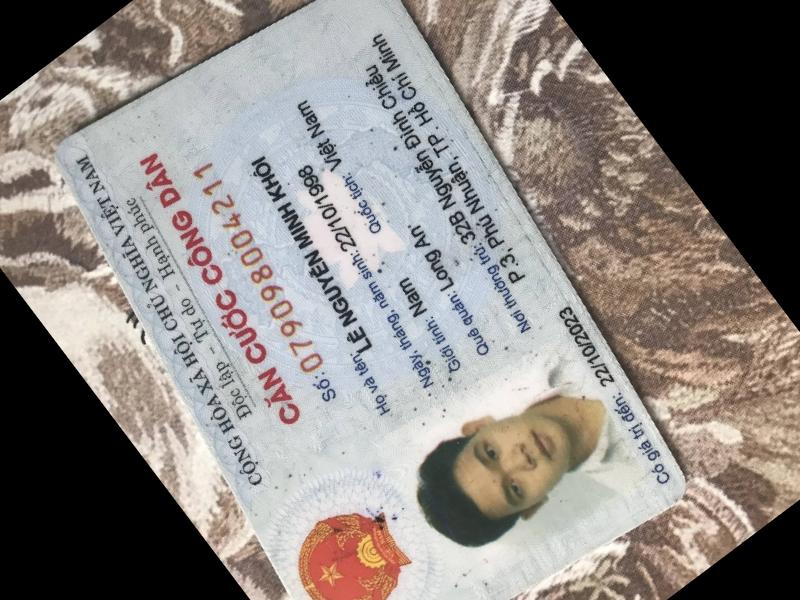 CỘNG HÒA XÃ HỘI CHỦ NGHĨA VIỆT NAM
Độc lập - Tự do - Hạnh phúc
CĂN CƯỚC CÔNG DÂN
Số: 079098004211
Họ và tên: LÊ NGUYỄN MINH KHÔI
Ngày, tháng, năm sinh: 22/10/1998
Giới tính: Nam Quốc tịch: Việt Nam
Quê quán: Long An
Nơi thường trú: 32B Nguyễn Đình Chiểu
P.3, Phú Nhuận, TP. Hồ Chí Minh
Có giá trị đến: 22/10/2023